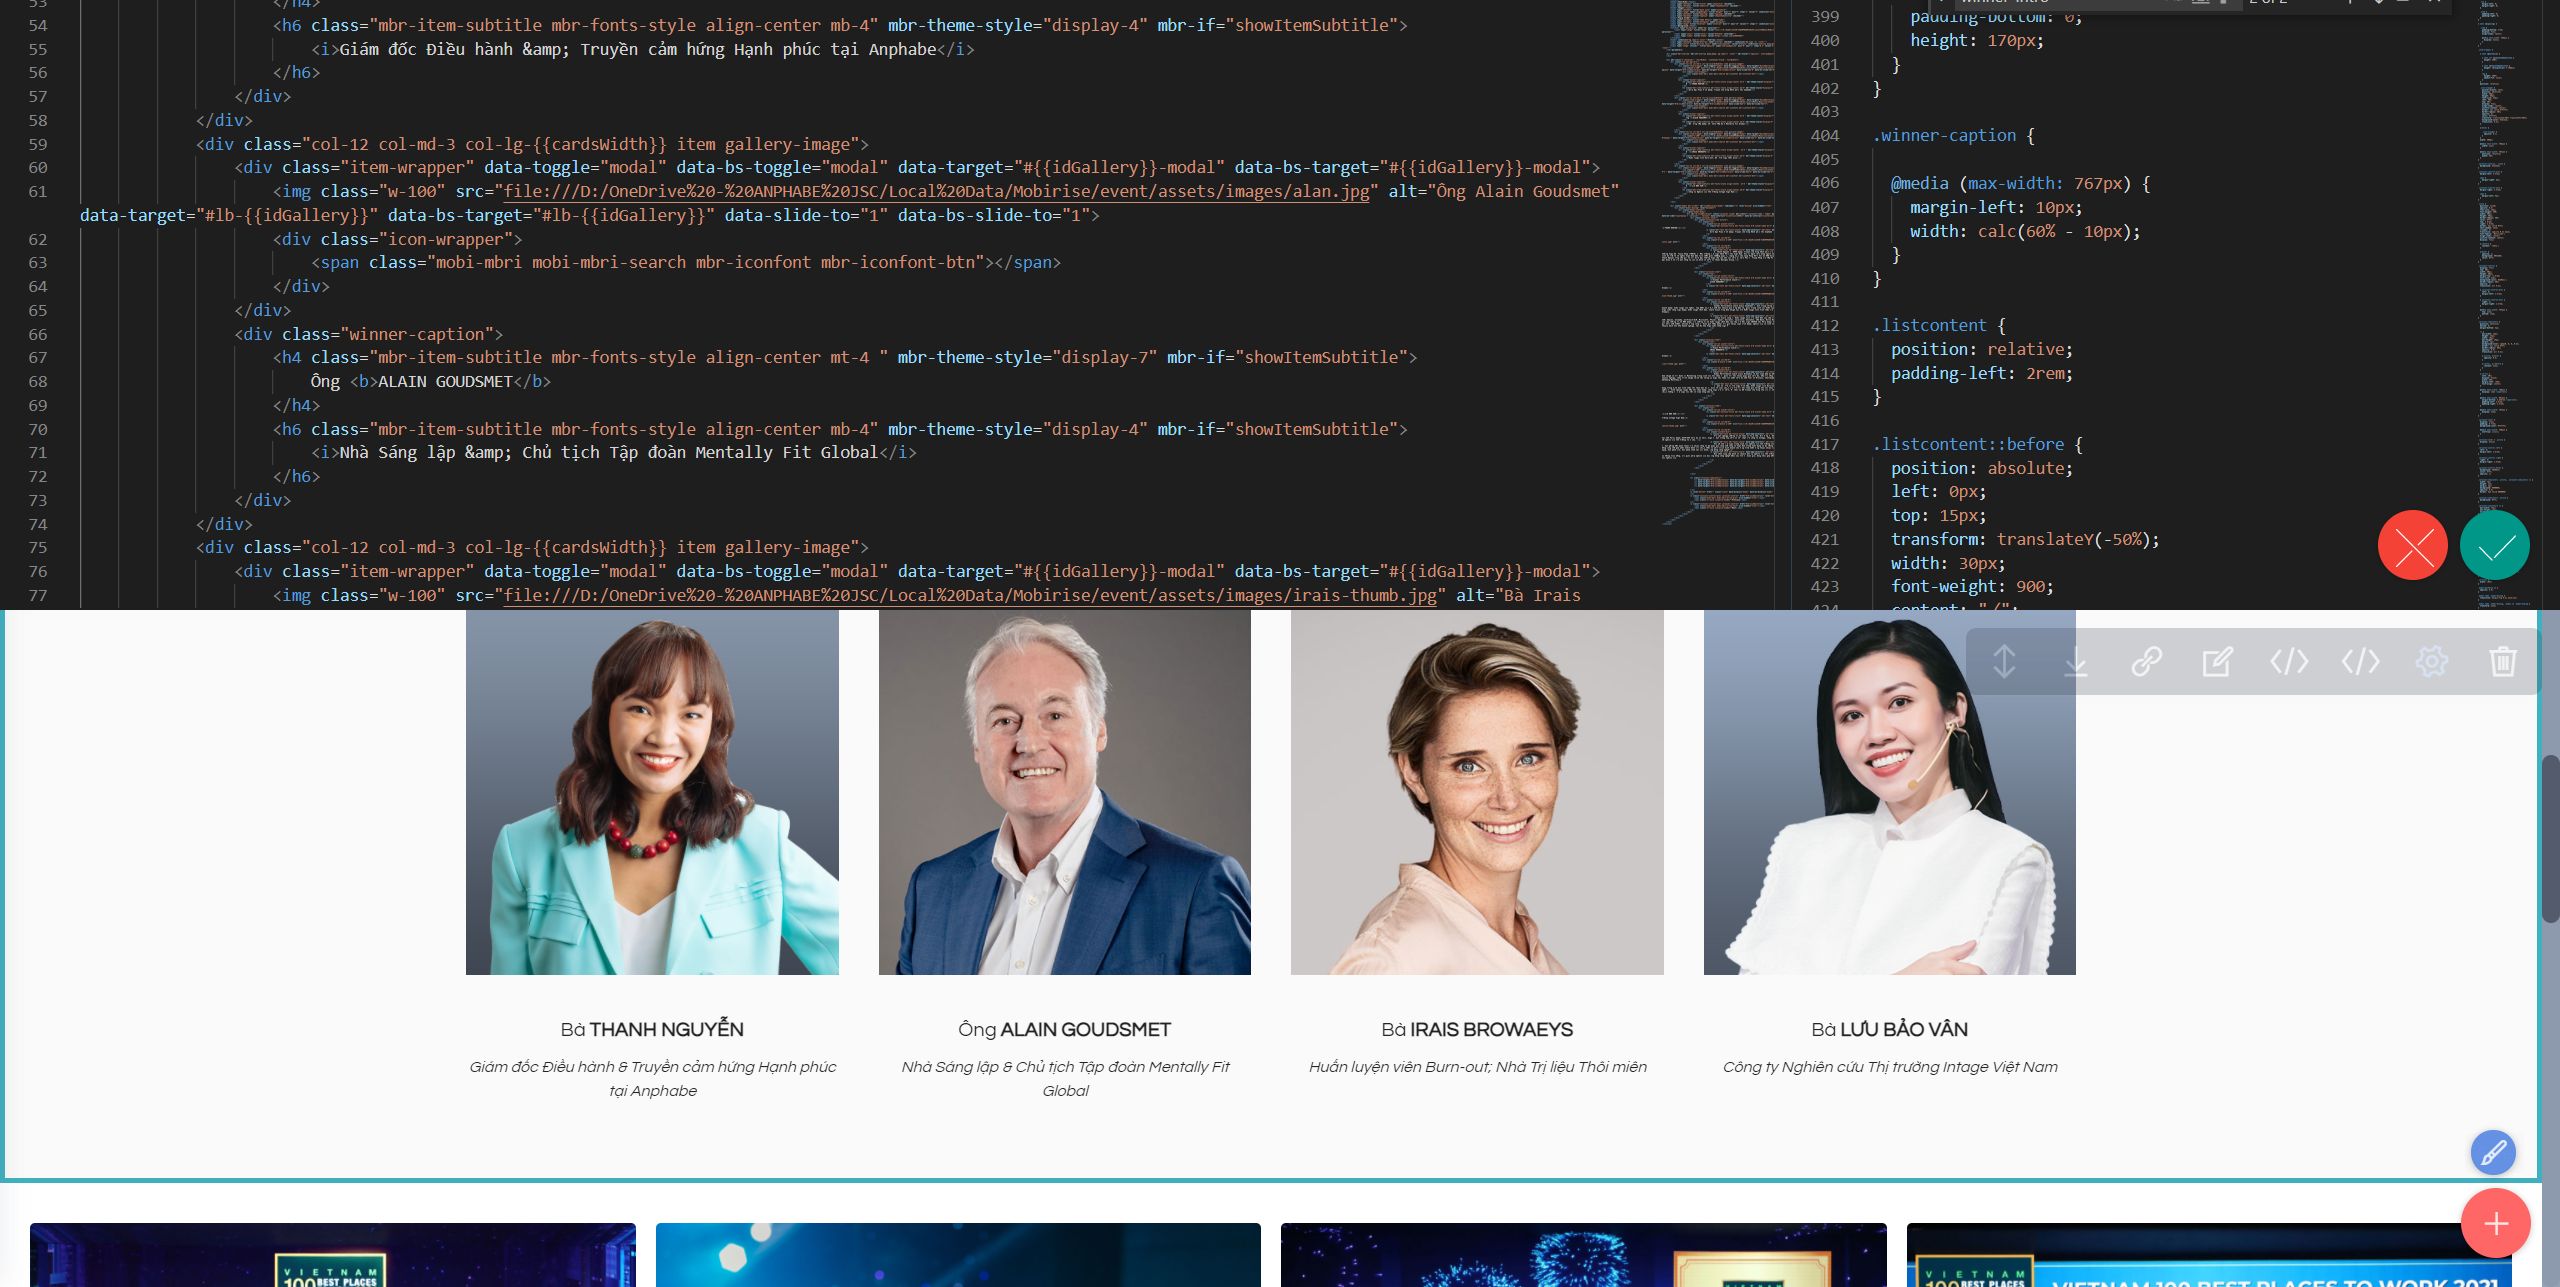 53 </h4>
54 <h6 class="mbr-item-subtitle mbr-fonts-style align-center mb-4" mbr-theme-style="display-4" mbr-if="showItemSubtitle">
55 <i>Giám đốc Điều hành &amp; Truyền cảm hứng Hạnh phúc tại Anphabe</i>
56 </h6>
57 </div>
58 </div>
59 <div class="col-12 col-md-3 col-lg-{{cardsWidth}} item gallery-image">
60 <div class="item-wrapper" data-toggle="modal" data-bs-toggle="modal" data-target="#{{idGallery}}-modal" data-bs-target="#{{idGallery}}-modal">
61 <img class="w-100" src="file:///D:/OneDrive%20-%20ANPHABE%20JSC/Local%20Data/Mobirise/event/assets/images/alan.jpg" alt="Ông Alain Goudsmet"
data-target="#lb-{{idGallery}}" data-bs-target="#lb-{{idGallery}}" data-slide-to="1" data-bs-slide-to="1">
62 <div class="icon-wrapper">
63 <span class="mobi-mbri mobi-mbri-search mbr-iconfont mbr-iconfont-btn"></span>
64 </div>
65 </div>
66 <div class="winner-caption">
67 <h4 class="mbr-item-subtitle mbr-fonts-style align-center mt-4 " mbr-theme-style="display-7" mbr-if="showItemSubtitle">
68 Ông <b>ALAIN GOUDSMET</b>
69 </h4>
70 <h6 class="mbr-item-subtitle mbr-fonts-style align-center mb-4" mbr-theme-style="display-4" mbr-if="showItemSubtitle">
71 <i>Nhà Sáng lập &amp; Chủ tịch Tập đoàn Mentally Fit Global</i>
72 </h6>
73 </div>
74 </div>
75 <div class="col-12 col-md-3 col-lg-{{cardsWidth}} item gallery-image">
76 <div class="item-wrapper" data-toggle="modal" data-bs-toggle="modal" data-target="#{{idGallery}}-modal" data-bs-target="#{{idGallery}}-modal">
77 <img class="w-100" src="file:///D:/OneDrive%20-%20ANPHABE%20JSC/Local%20Data/Mobirise/event/assets/images/irais-thumb.jpg" alt="Bà Irais
399 padding-bottom: 0;
400 height: 170px;
401 }
402 }
403
404 .winner-caption {
405
406 @media (max-width: 767px) {
407 margin-left: 10px;
408 width: calc(60% - 10px);
409 }
410 }
411
412 .listcontent {
413 position: relative;
414 padding-left: 2rem;
415 }
416
417 .listcontent::before {
418 position: absolute;
419 left: 0px;
420 top: 15px;
421 transform: translateY(-50%);
422 width: 30px;
423 font-weight: 900;
424 content: "/";
Bà THANH NGUYỄN
Giám đốc Điều hành & Truyền cảm hứng Hạnh phúc
tại Anphabe
Ông ALAIN GOUDSMET
Nhà Sáng lập & Chủ tịch Tập đoàn Mentally Fit
Global
Bà IRAIS BROWAEYS
Huấn luyện viên Burn-out; Nhà Trị liệu Thôi miên
Bà LƯU BẢO VÂN
Công ty Nghiên cứu Thị trường Intage Việt Nam
VIETNAM
100 BEST PLACES
VIETNAM
VIETNAM
100 BEST PLACES
VIETNAM 100 BEST PLACES TO WORK 2021